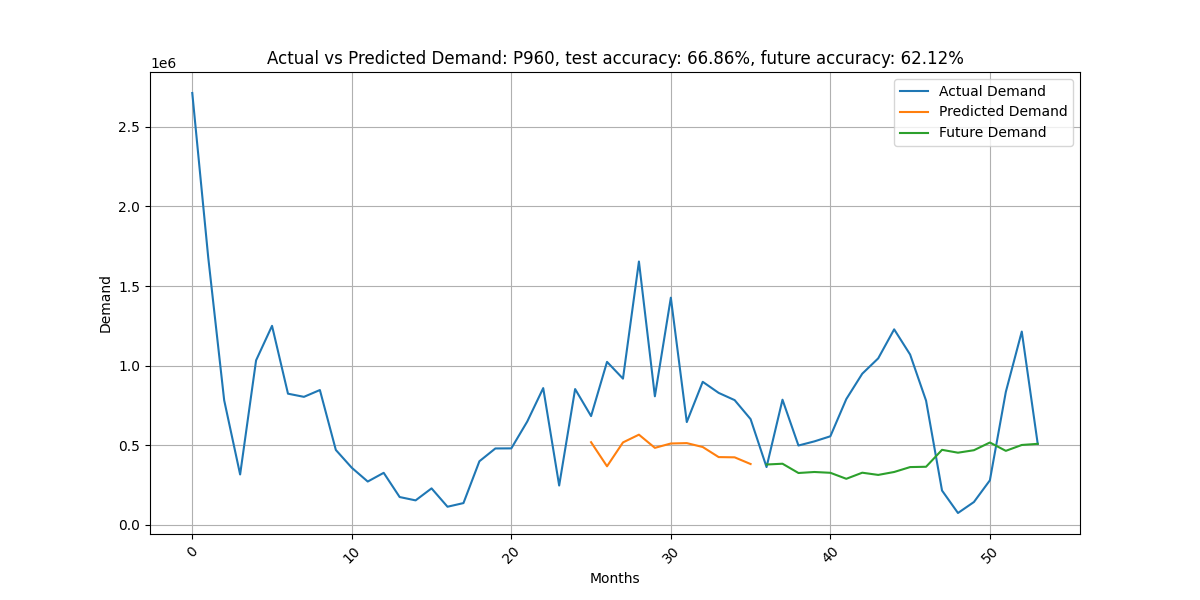 Actual vs Predicted Demand: P960, test accuracy: 66.86%, future accuracy: 62.12%
1e6
Actual Demand
Predicted Demand
Future Demand
2.5
2.0
1.5
1.0
0.5
0.0
Demand
0
10
20
30
40
50
Months